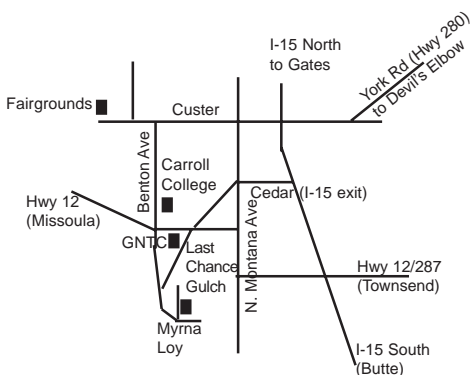 I-15 North
to Gates
York Rd (Hwy 280)
to Devil's Elbow
Fairgrounds
Custer
Benton Ave
Carroll
College
Cedar (I-15 exit)
Hwy 12
(Missoula)
N. Montana Ave
GNTC
Last
Chance
Gulch
Hwy 12/287
(Townsend)
Myrna
Loy
I-15 South
(Butte)